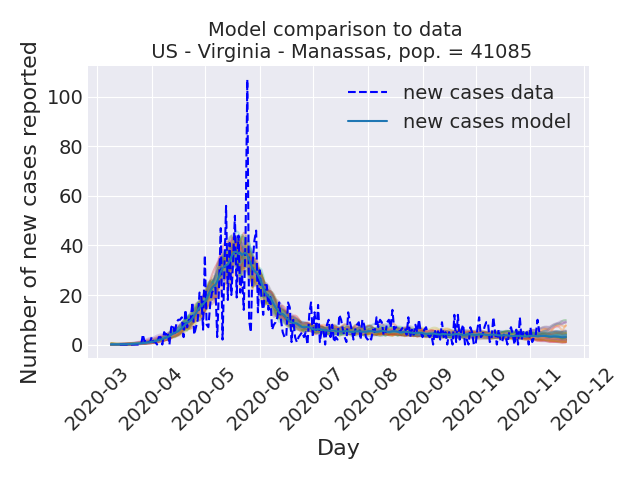 Model comparison to data
US - Virginia - Manassas, pop. = 41085
Number of new cases reported
100
80
60
40
20
0
new cases data
new cases model
2020-03
2020-04
2020-05
2020-06
2020-07
2020-08
2020-09
2020-10
2020-11
2020-12
Day